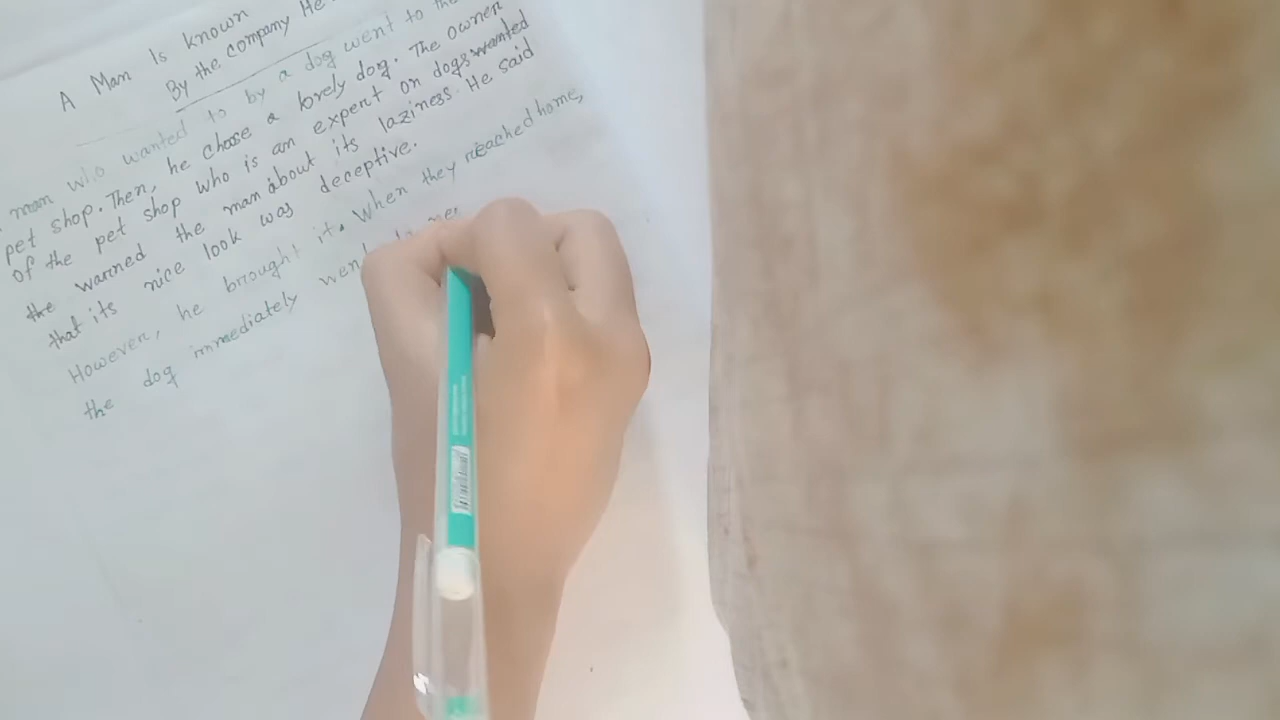 A Man Is known
By the company He
man who wanted to by a dog went to the
pet shop. Then, he chose a lovely dog. The owner
of the pet shop who is an expert on dogs wanted
the warned the man about its laziness. He said
that its nice look was deceptive.
However, he brought it. When they reached home,
the dog immediately